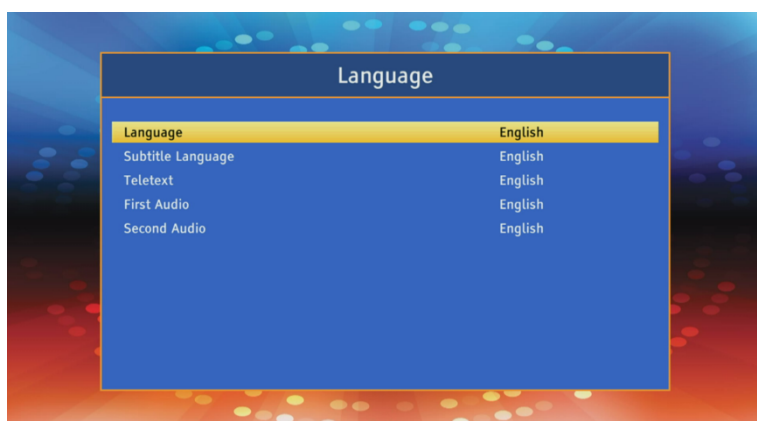 Language
Language English
Subtitle Language English
Teletext English
First Audio English
Second Audio English